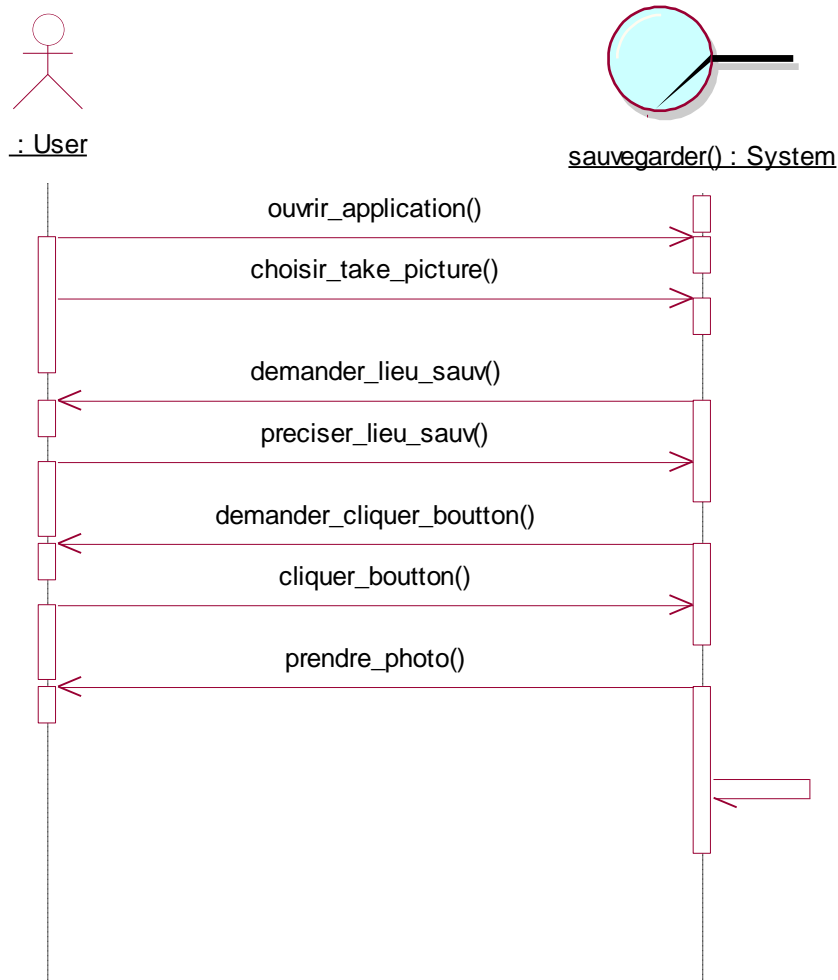 : User
sauvegarder() : System
ouvrir_application()
choisir_take_picture()
demander_lieu_sauv()
preciser_lieu_sauv()
demander_cliquer_boutton()
cliquer_boutton()
prendre_photo()